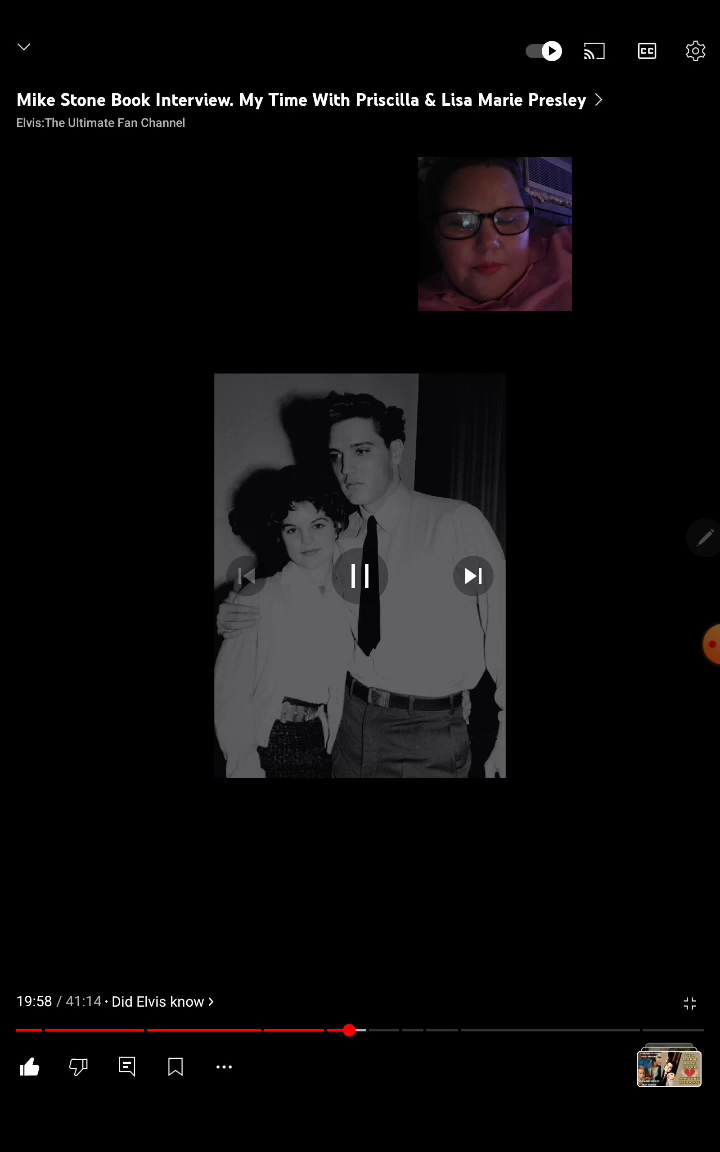 CC
Mike Stone Book Interview. My Time With Priscilla & Lisa Marie Presley
Elvis:The Ultimate Fan Channel
19:58 / 41:14 • Did Elvis know